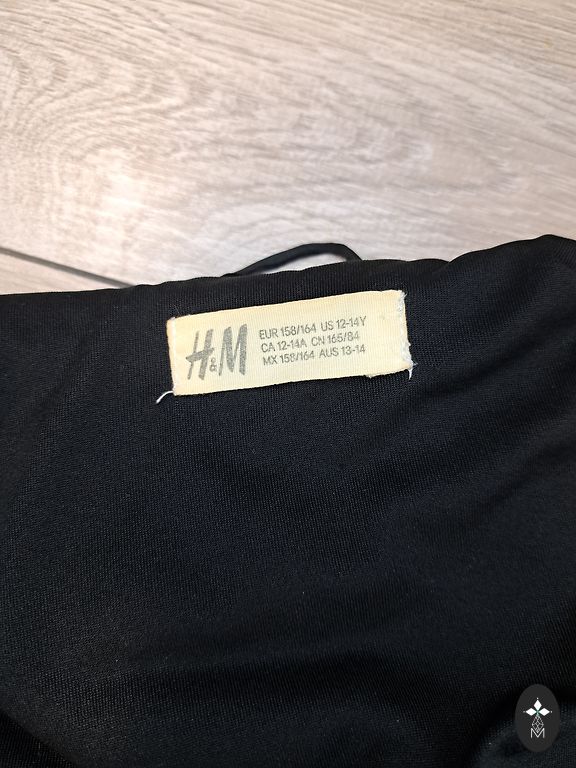 H&M
EUR 158/164 US 12-14Y
CA 12-14A CN 165/84
MX 158/164 AUS 13-14
M